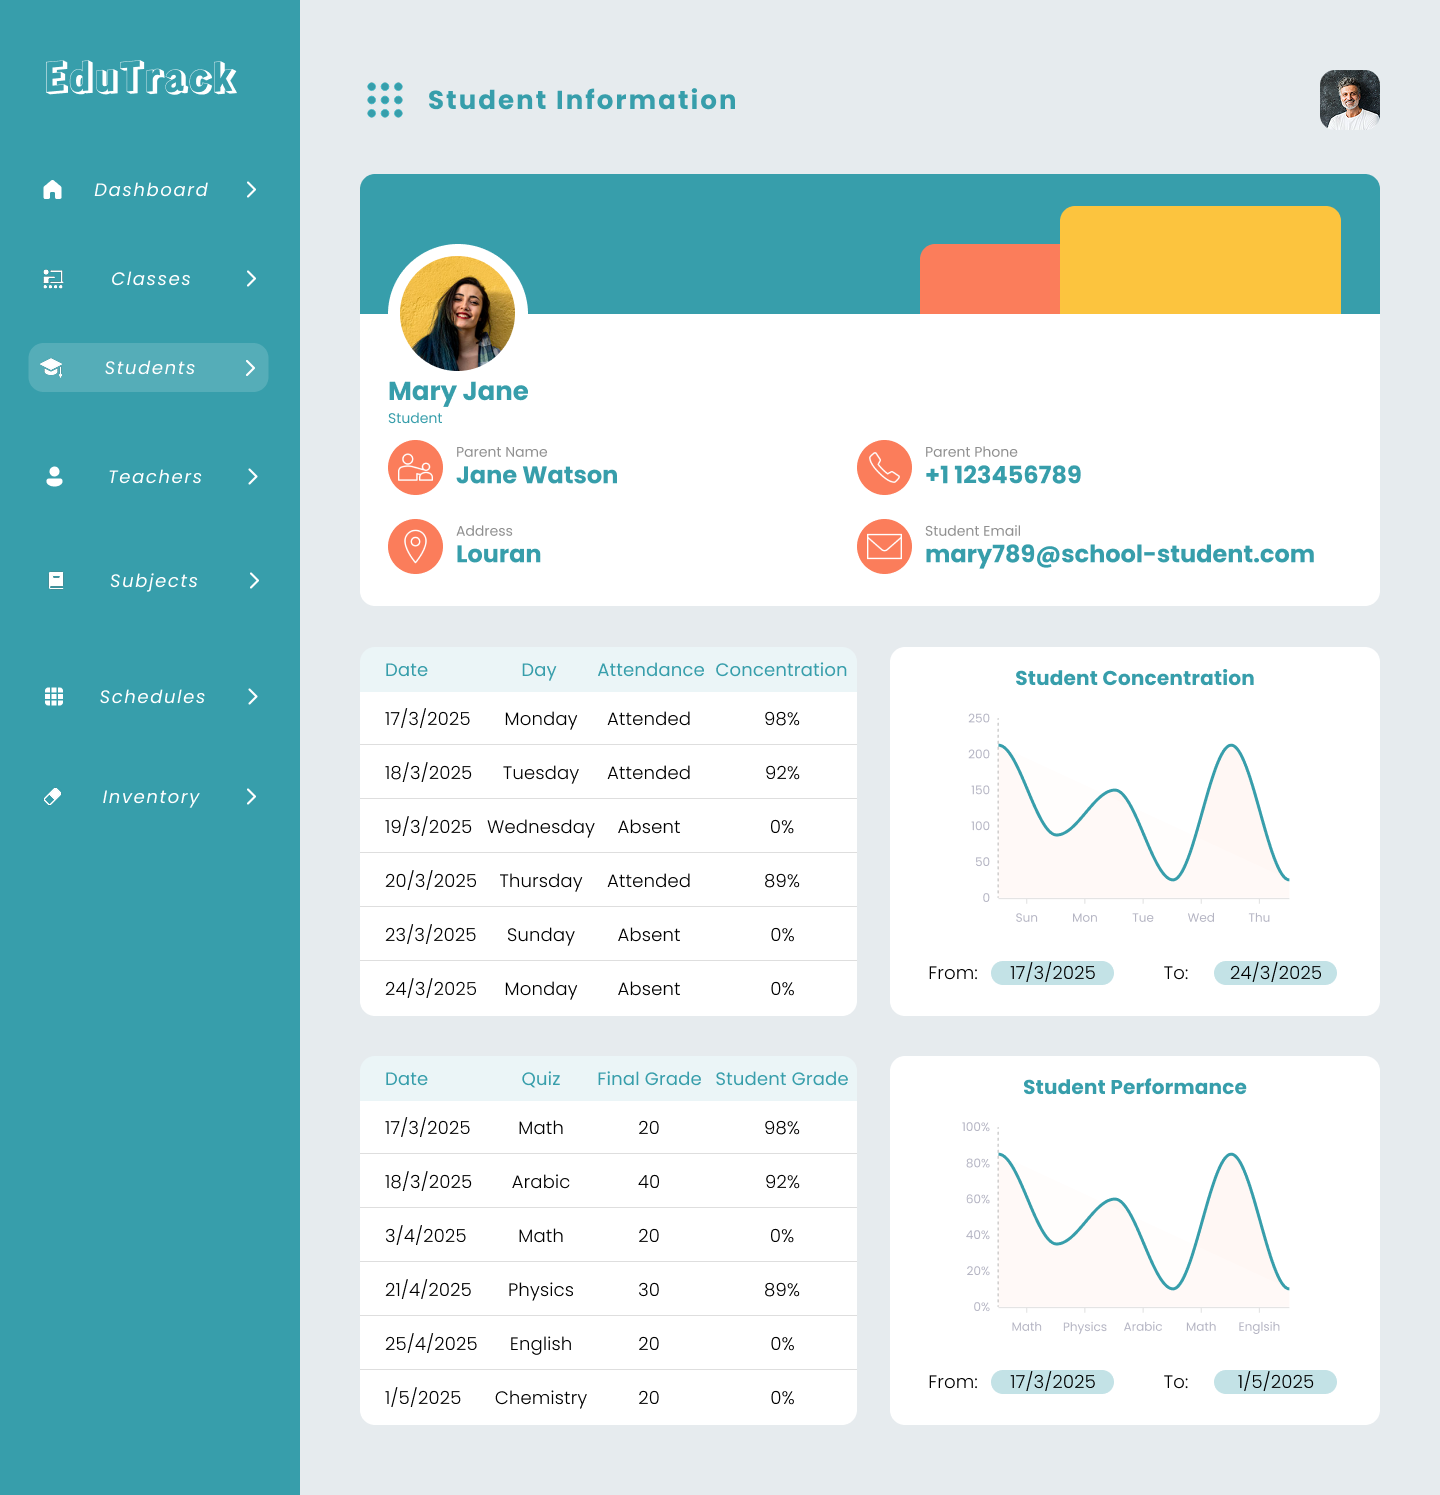 EduTrack
Dashboard
Classes
Students
Teachers
Subjects
Schedules
Inventory
Student Information
Mary Jane
Student
Parent Name
Jane Watson
Parent Phone
+1 123456789
Address
Louran
Student Email
mary789@school-student.com
Date Day Attendance Concentration
17/3/2025 Monday Attended 98%
18/3/2025 Tuesday Attended 92%
19/3/2025 Wednesday Absent 0%
20/3/2025 Thursday Attended 89%
23/3/2025 Sunday Absent 0%
24/3/2025 Monday Absent 0%
Student Concentration
250
200
150
100
50
0
Sun Mon Tue Wed Thu
From: 17/3/2025 To: 24/3/2025
Date Quiz Final Grade Student Grade
17/3/2025 Math 20 98%
18/3/2025 Arabic 40 92%
3/4/2025 Math 20 0%
21/4/2025 Physics 30 89%
25/4/2025 English 20 0%
1/5/2025 Chemistry 20 0%
Student Performance
100%
80%
60%
40%
20%
0%
Math Physics Arabic Math Englsih
From: 17/3/2025 To: 1/5/2025